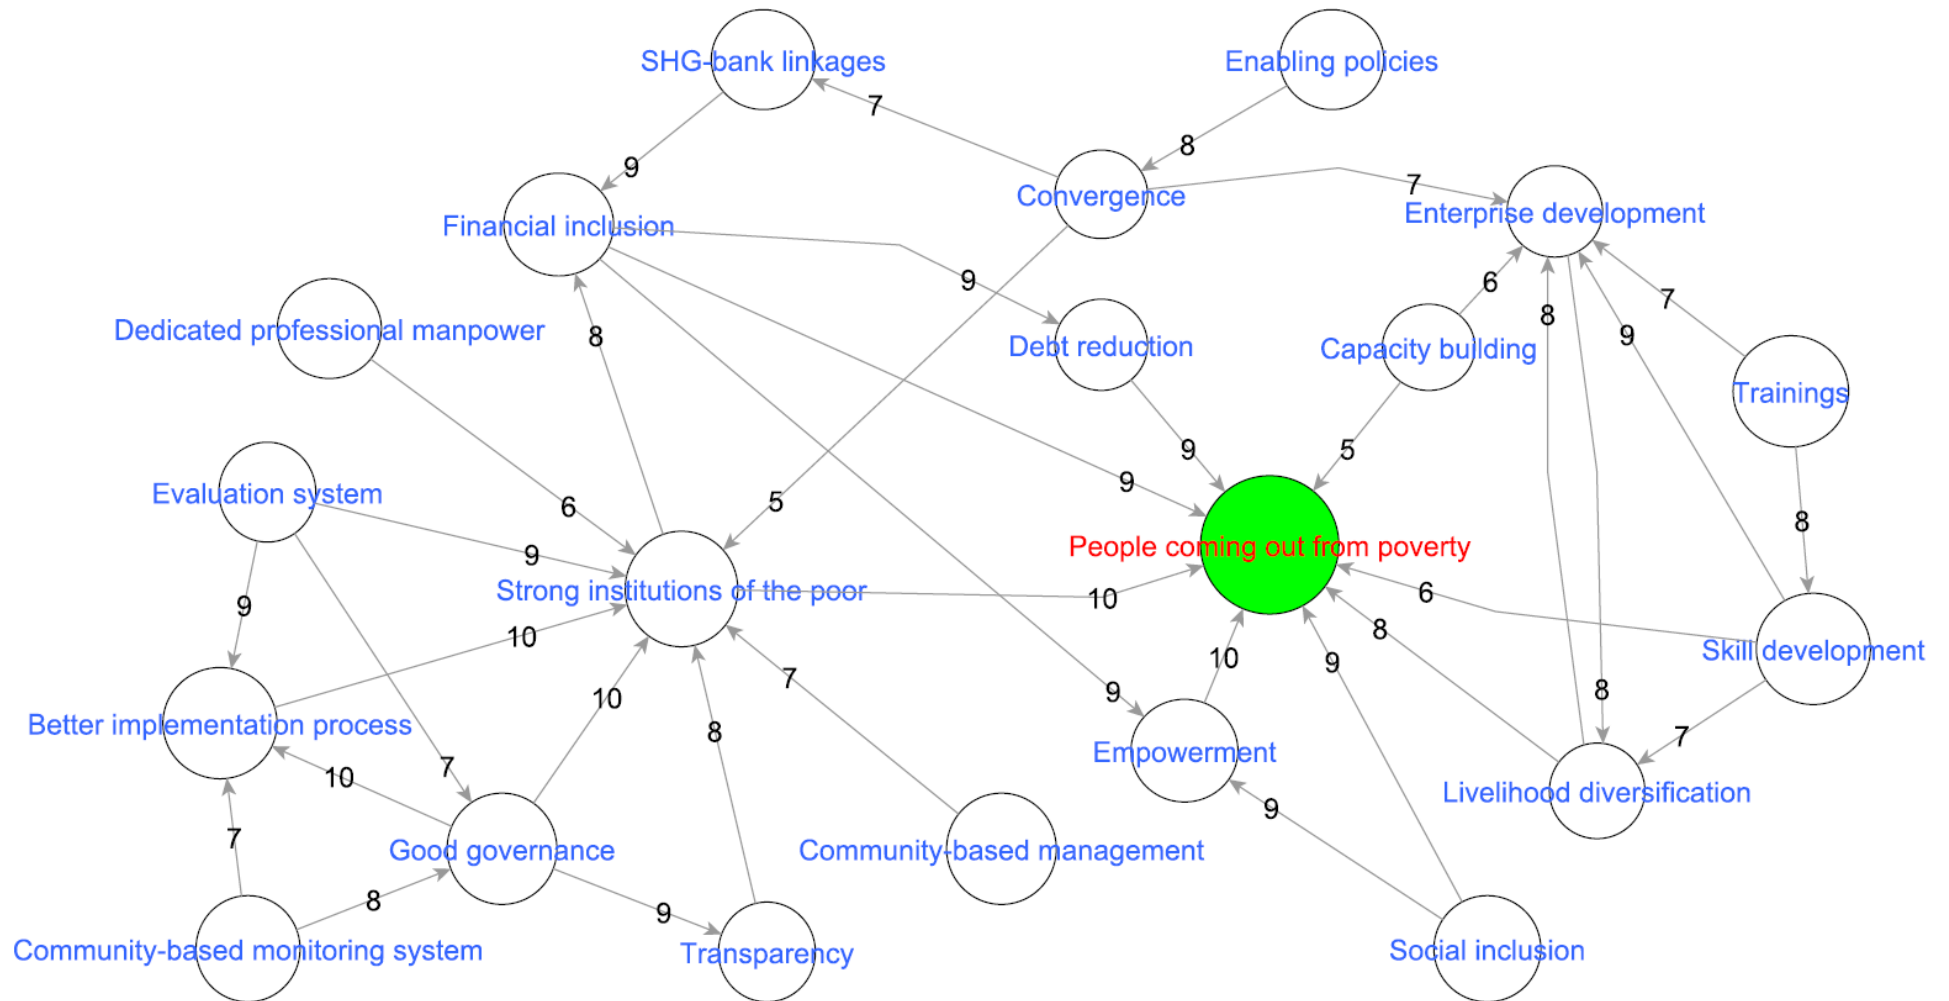 SHG-bank linkages
Enabling policies
7
8
9
Convergence
7
Enterprise development
Financial inclusion
9
6
7
8
Dedicated professional manpower
8
9
Debt reduction
Capacity building
Trainings
9
5
9
Evaluation system
6
5
8
9
Strong institutions of the poor
People coming out from poverty
10
6
9
10
8
Skill development
10
9
7
9
8
10
Better implementation process
8
7
Empowerment
7
10
Livelihood diversification
9
7
Good governance
Community-based management
8
9
Community-based monitoring system
Transparency
Social inclusion